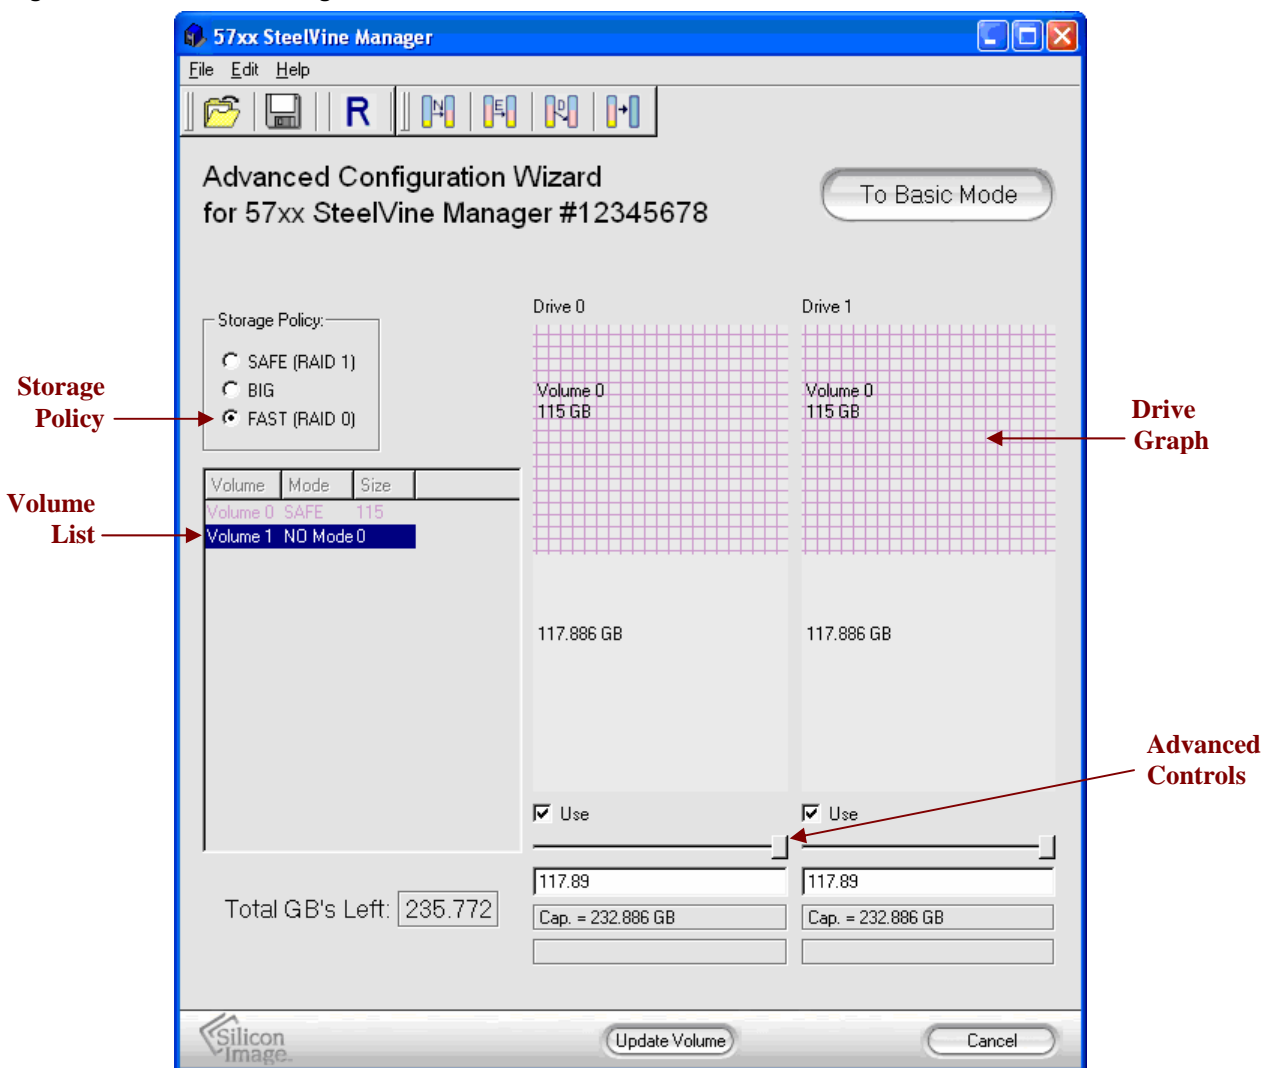 57xx SteelVine Manager
File Edit Help
R N E D
Advanced Configuration Wizard
for 57xx SteelVine Manager #12345678
To Basic Mode
Storage Policy:
SAFE (RAID 1)
BIG
FAST (RAID 0)
Storage
Policy
Volume
List
Volume Mode Size
Volume 0 SAFE 115
Volume 1 NO Mode 0
Drive 0
Volume 0
115 GB
117.886 GB
Use
117.89
Cap. = 232.886 GB
Drive 1
Volume 0
115 GB
117.886 GB
Use
117.89
Cap. = 232.886 GB
Drive
Graph
Advanced
Controls
Total GB's Left: 235.772
Silicon
Image.
Update Volume
Cancel